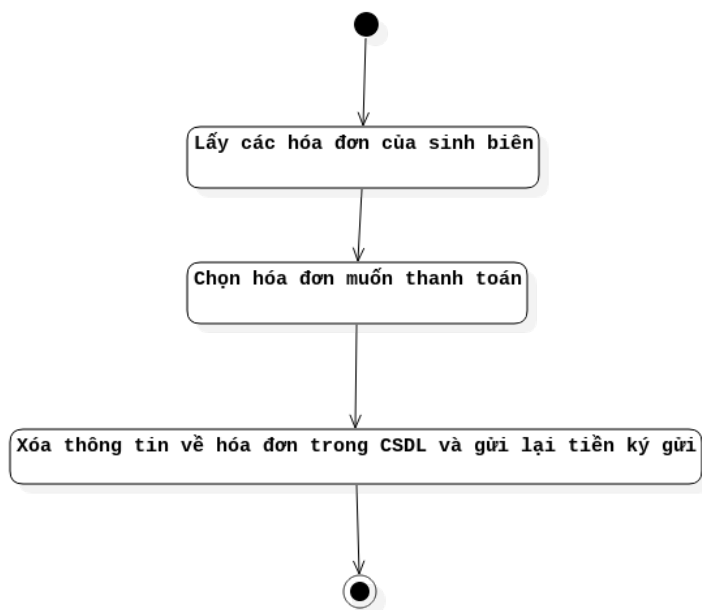 Lấy các hóa đơn của sinh biên
Chọn hóa đơn muốn thanh toán
Xóa thông tin về hóa đơn trong CSDL và gửi lại tiền ký gửi